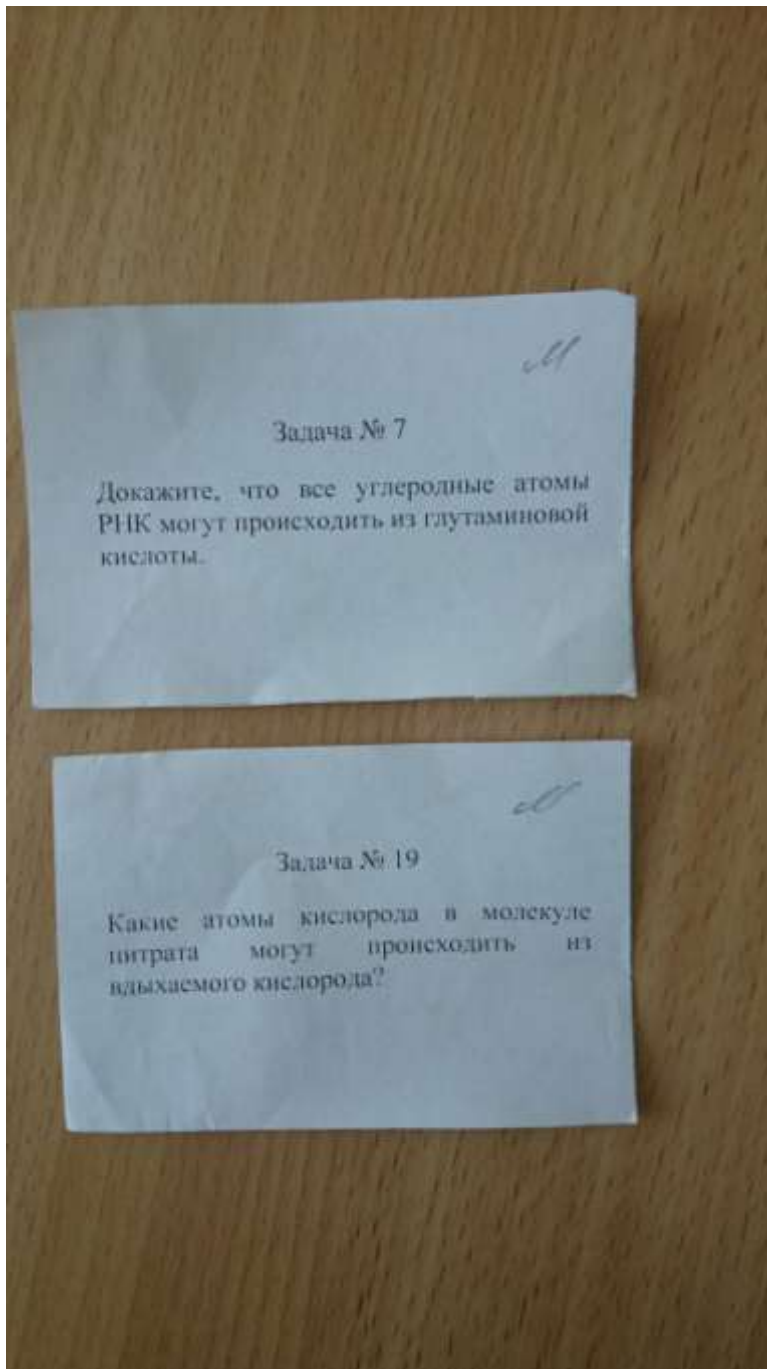 Задача № 7
Докажите, что все углеродные атомы
РНК могут происходить из глутаминовой
кислоты.
Задача № 19
Какие атомы кислорода в молекуле
цитрата могут происходить из
вдыхаемого кислорода?